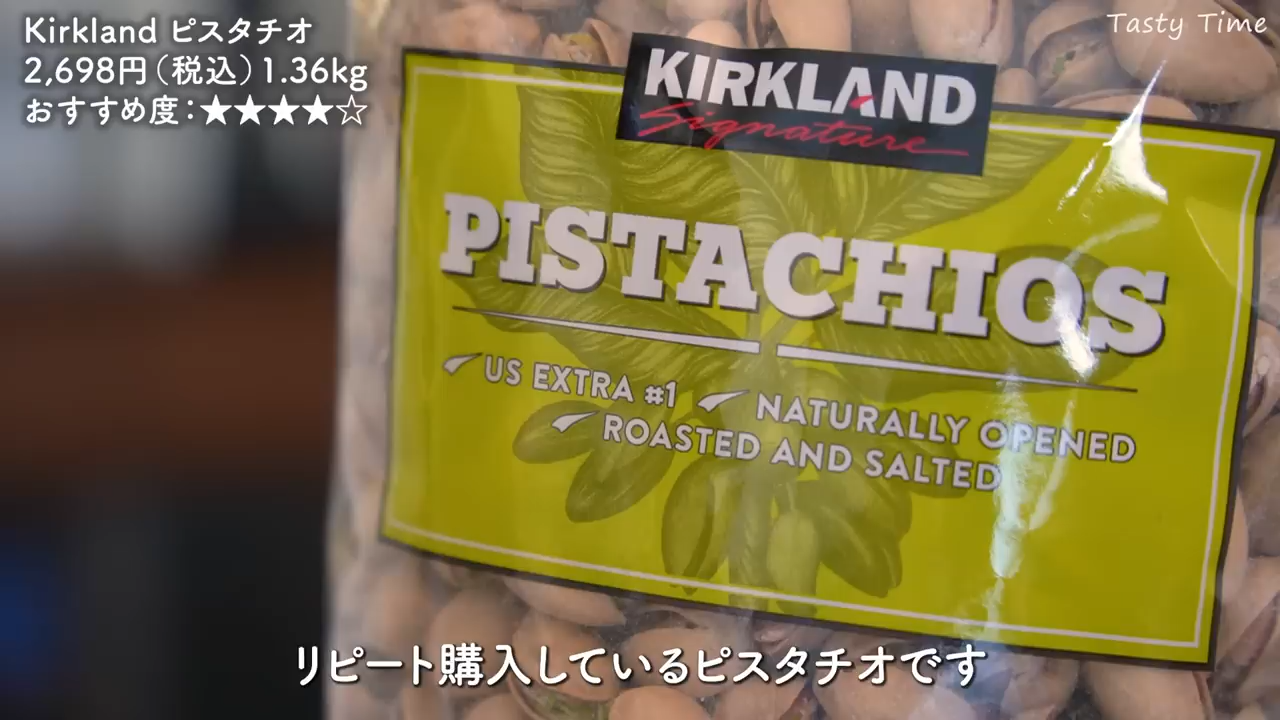 Kirkland ピスタチオ
2,698円（税込）1.36kg
おすすめ度：★★★★☆
Tasty Time
KIRKLAND
Signature
PISTACHIOS
US EXTRA #1 NATURALLY OPENED
ROASTED AND SALTED
リピート購入しているピスタチオです